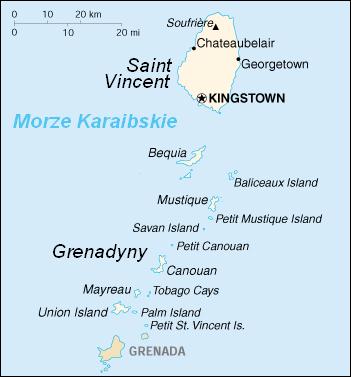 0 10 20 km
0 10 20 mi
Soufrière
Chateaubelair
Georgetown
Saint
Vincent
KINGSTOWN
Morze Karaibskie
Bequia
Baliceaux Island
Mustique
Petit Mustique Island
Savan Island
Petit Canouan
Grenadyny
Canouan
Mayreau
Tobago Cays
Union Island
Palm Island
Petit St. Vincent Is.
GRENADA